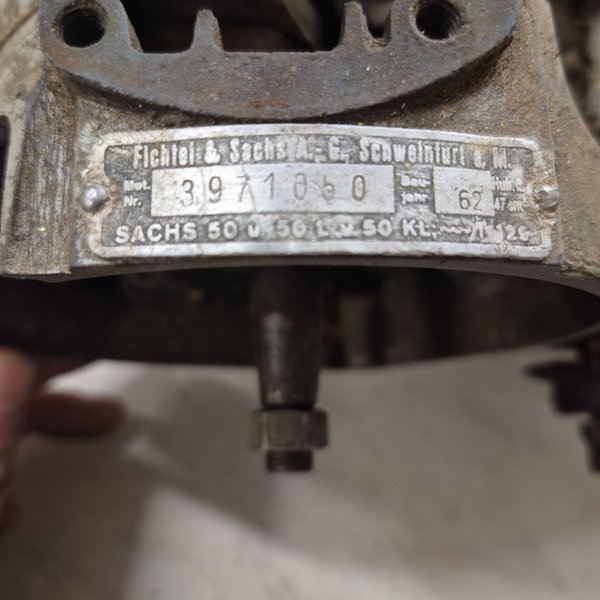 Fichtel & Sachs A.-G. Schweinfurt a. M.
Mot. Nr. 3971060 Bau- jahr 62
SACHS 50 u. 50 L u. 50 KL.